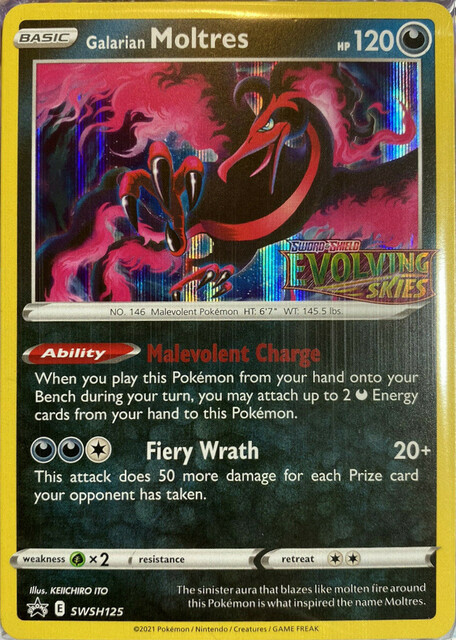 BASIC Galarian Moltres HP 120
SWORD & SHIELD
EVOLVING
SKIES
NO. 146 Malevolent Pokémon HT: 6'7" WT: 145.5 lbs.
Ability Malevolent Charge
When you play this Pokémon from your hand onto your
Bench during your turn, you may attach up to 2 Energy
cards from your hand to this Pokémon.
Fiery Wrath 20+
This attack does 50 more damage for each Prize card
your opponent has taken.
weakness ×2 resistance retreat
Illus. KEIICHIRO ITO
The sinister aura that blazes like molten fire around
this Pokémon is what inspired the name Moltres.
E SWSH125
©2021 Pokémon / Nintendo / Creatures / GAME FREAK